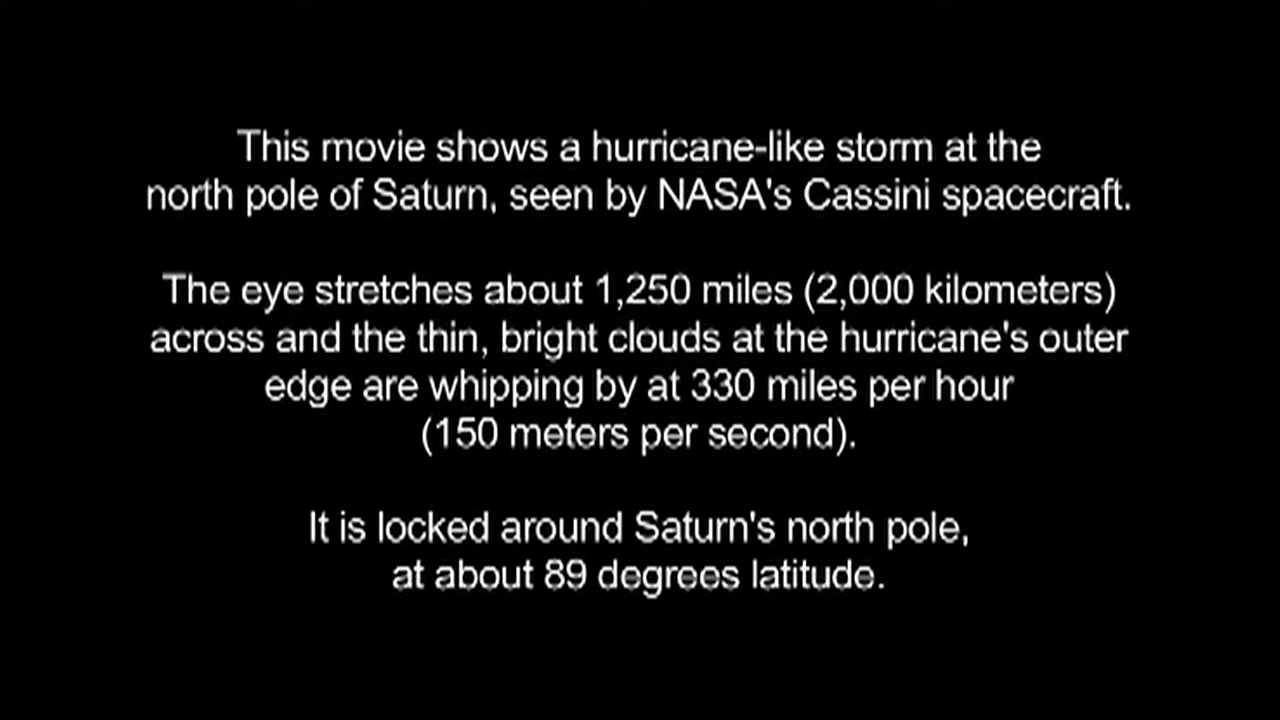 This movie shows a hurricane-like storm at the
north pole of Saturn, seen by NASA's Cassini spacecraft.
The eye stretches about 1,250 miles (2,000 kilometers)
across and the thin, bright clouds at the hurricane's outer
edge are whipping by at 330 miles per hour
(150 meters per second).
It is locked around Saturn's north pole,
at about 89 degrees latitude.